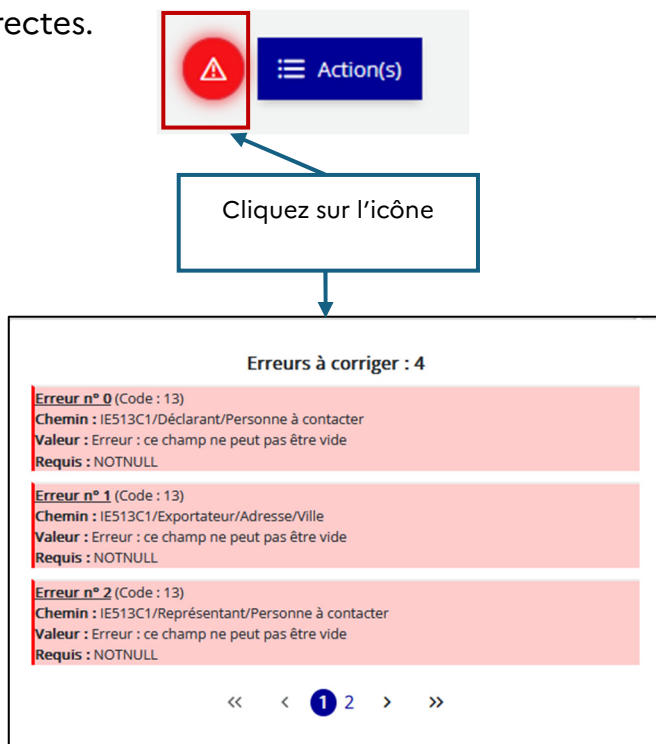 rectes.
Action(s)
Cliquez sur l'icône
Erreurs à corriger : 4
Erreur n° 0 (Code : 13)
Chemin : IE513C1/Déclarant/Personne à contacter
Valeur : Erreur : ce champ ne peut pas être vide
Requis : NOTNULL
Erreur n° 1 (Code : 13)
Chemin : IE513C1/Exportateur/Adresse/Ville
Valeur : Erreur : ce champ ne peut pas être vide
Requis : NOTNULL
Erreur n° 2 (Code : 13)
Chemin : IE513C1/Représentant/Personne à contacter
Valeur : Erreur : ce champ ne peut pas être vide
Requis : NOTNULL
« ‹ 1 2 › »